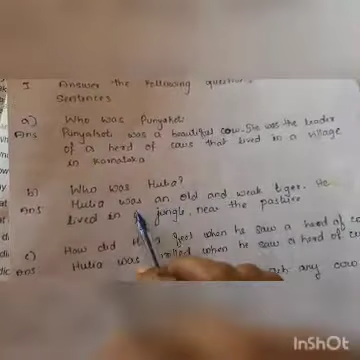 I Answer the following questions
Sentences
a) Who was Punyakoti
Ans Punyakoti was a beautiful cow. She was the leader
of a herd of cows that lived in a village
in Karnataka
b) Who was Hulia?
Ans Hulia was an old and weak tiger. He
lived in a jungle, near the pasture
c) How did feel when he saw a herd of
Ans Hulia was when he saw a herd of
any cow
InShOt